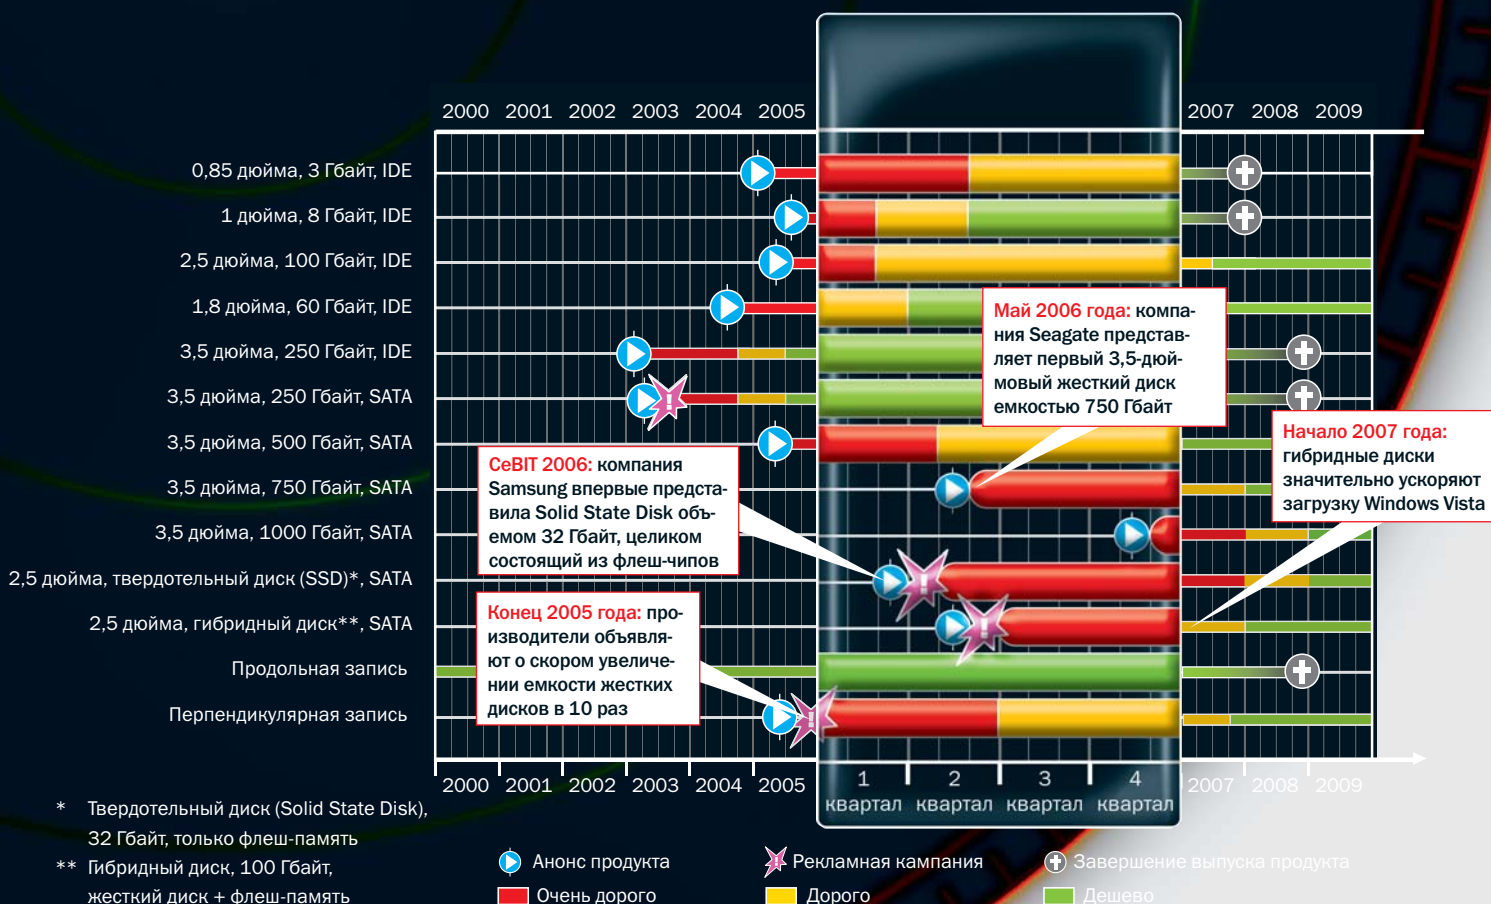 2000 2001 2002 2003 2004 2005 2007 2008 2009
0,85 дюйма, 3 Гбайт, IDE
1 дюйма, 8 Гбайт, IDE
2,5 дюйма, 100 Гбайт, IDE
1,8 дюйма, 60 Гбайт, IDE
3,5 дюйма, 250 Гбайт, IDE
3,5 дюйма, 250 Гбайт, SATA
3,5 дюйма, 500 Гбайт, SATA
3,5 дюйма, 750 Гбайт, SATA
3,5 дюйма, 1000 Гбайт, SATA
2,5 дюйма, твердотельный диск (SSD)*, SATA
2,5 дюйма, гибридный диск**, SATA
Продольная запись
Перпендикулярная запись
Май 2006 года: компа-
ния Seagate представ-
ляет первый 3,5-дюй-
мовый жесткий диск
емкостью 750 Гбайт
Начало 2007 года:
гибридные диски
значительно ускоряют
загрузку Windows Vista
CeBIT 2006: компания
Samsung впервые предста-
вила Solid State Disk объ-
емом 32 Гбайт, целиком
состоящий из флеш-чипов
Конец 2005 года: про-
изводители объявля-
ют о скором увеличе-
нии емкости жестких
дисков в 10 раз
2000 2001 2002 2003 2004 2005 1 2 3 4 2007 2008 2009
квартал квартал квартал квартал
* Твердотельный диск (Solid State Disk),
32 Гбайт, только флеш-память
** Гибридный диск, 100 Гбайт,
жесткий диск + флеш-память
Анонс продукта
Рекламная кампания
Завершение выпуска продукта
Очень дорого
Дорого
Дешево